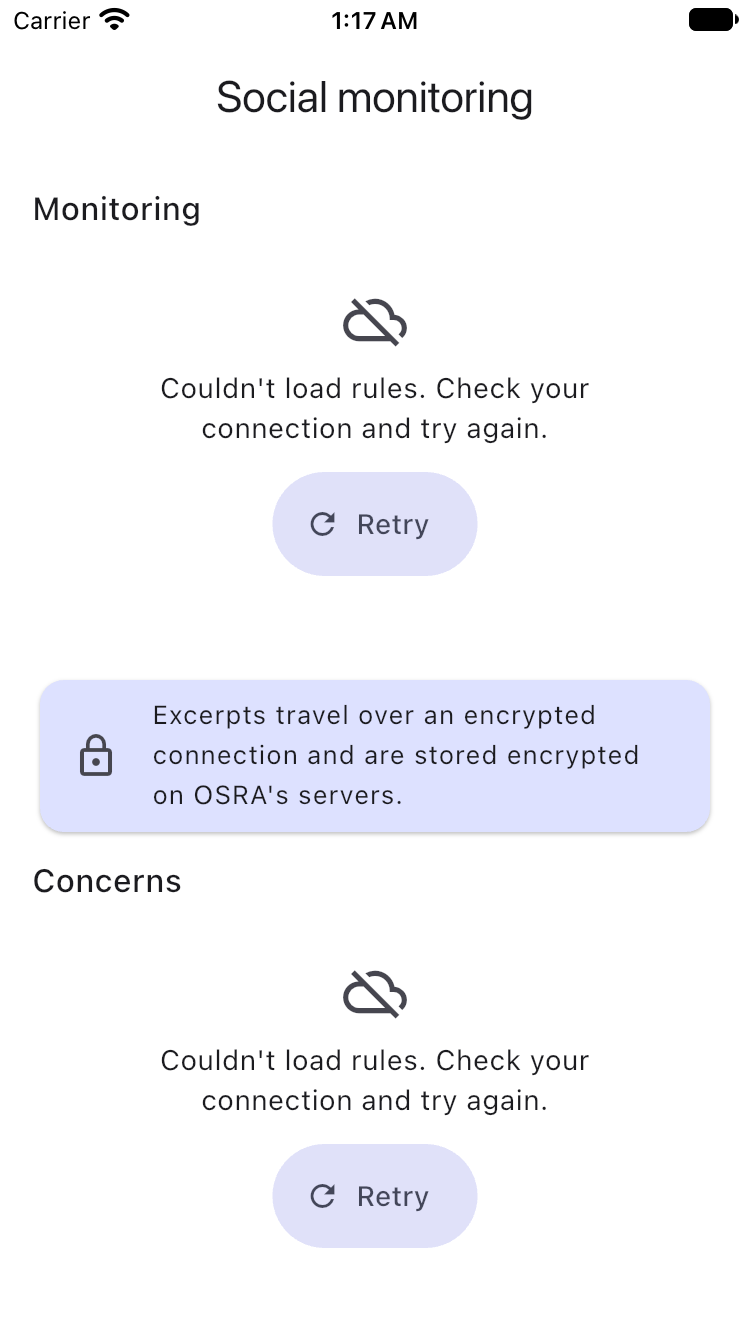 Carrier 1:17 AM
Social monitoring
Monitoring
Couldn't load rules. Check your
connection and try again.
Retry
Excerpts travel over an encrypted
connection and are stored encrypted
on OSRA's servers.
Concerns
Couldn't load rules. Check your
connection and try again.
Retry